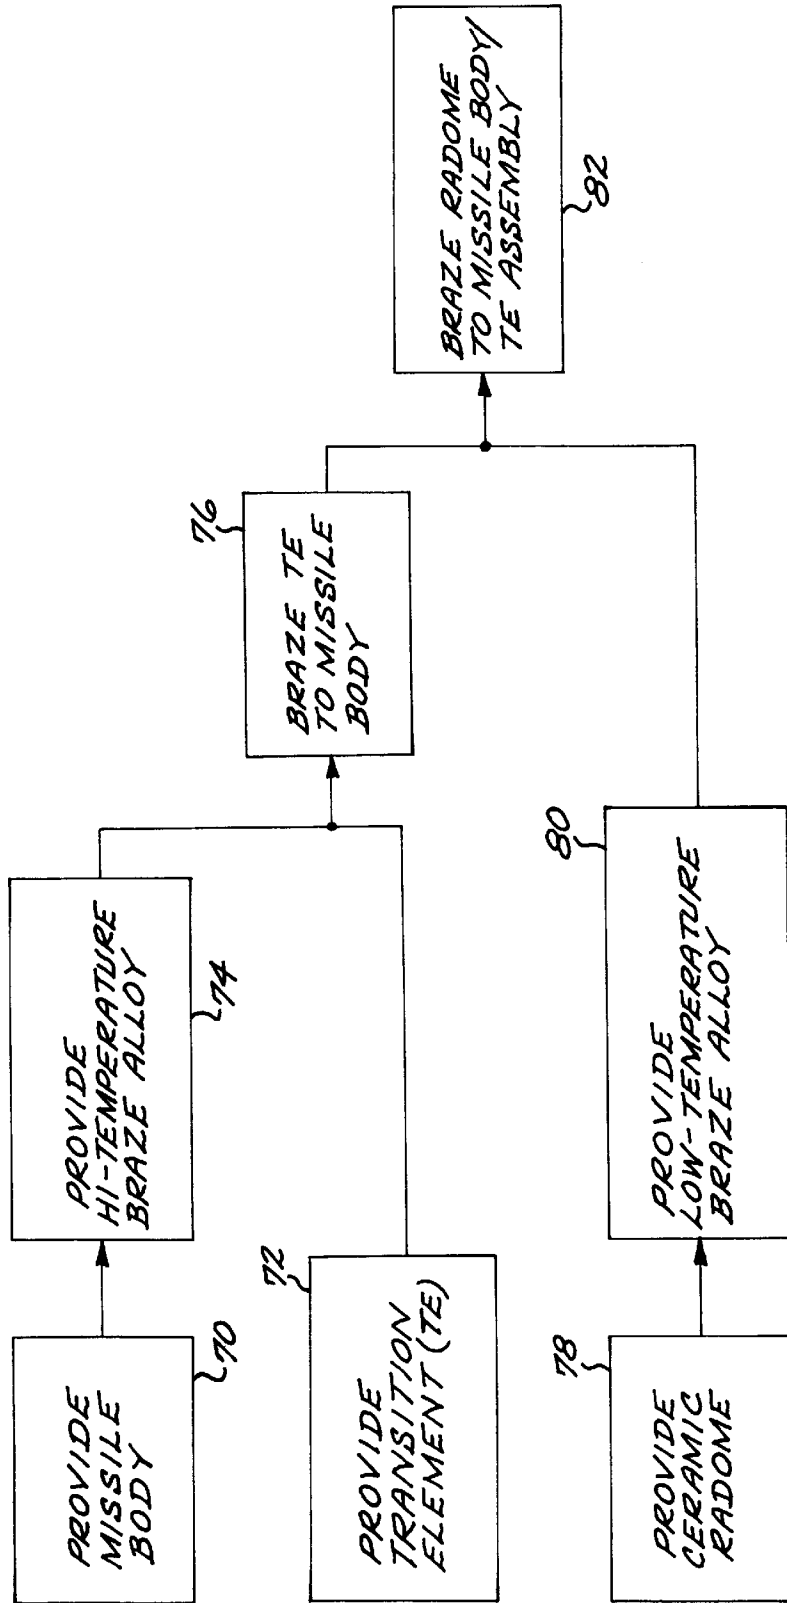 PROVIDE
MISSILE
BODY
70
PROVIDE
HI-TEMPERATURE
BRAZE ALLOY
74
PROVIDE
TRANSITION
ELEMENT (TE)
72
BRAZE TE
TO MISSILE
BODY
76
PROVIDE
CERAMIC
RADOME
78
PROVIDE
LOW-TEMPERATURE
BRAZE ALLOY
80
BRAZE RADOME
TO MISSILE BODY/
TE ASSEMBLY
82